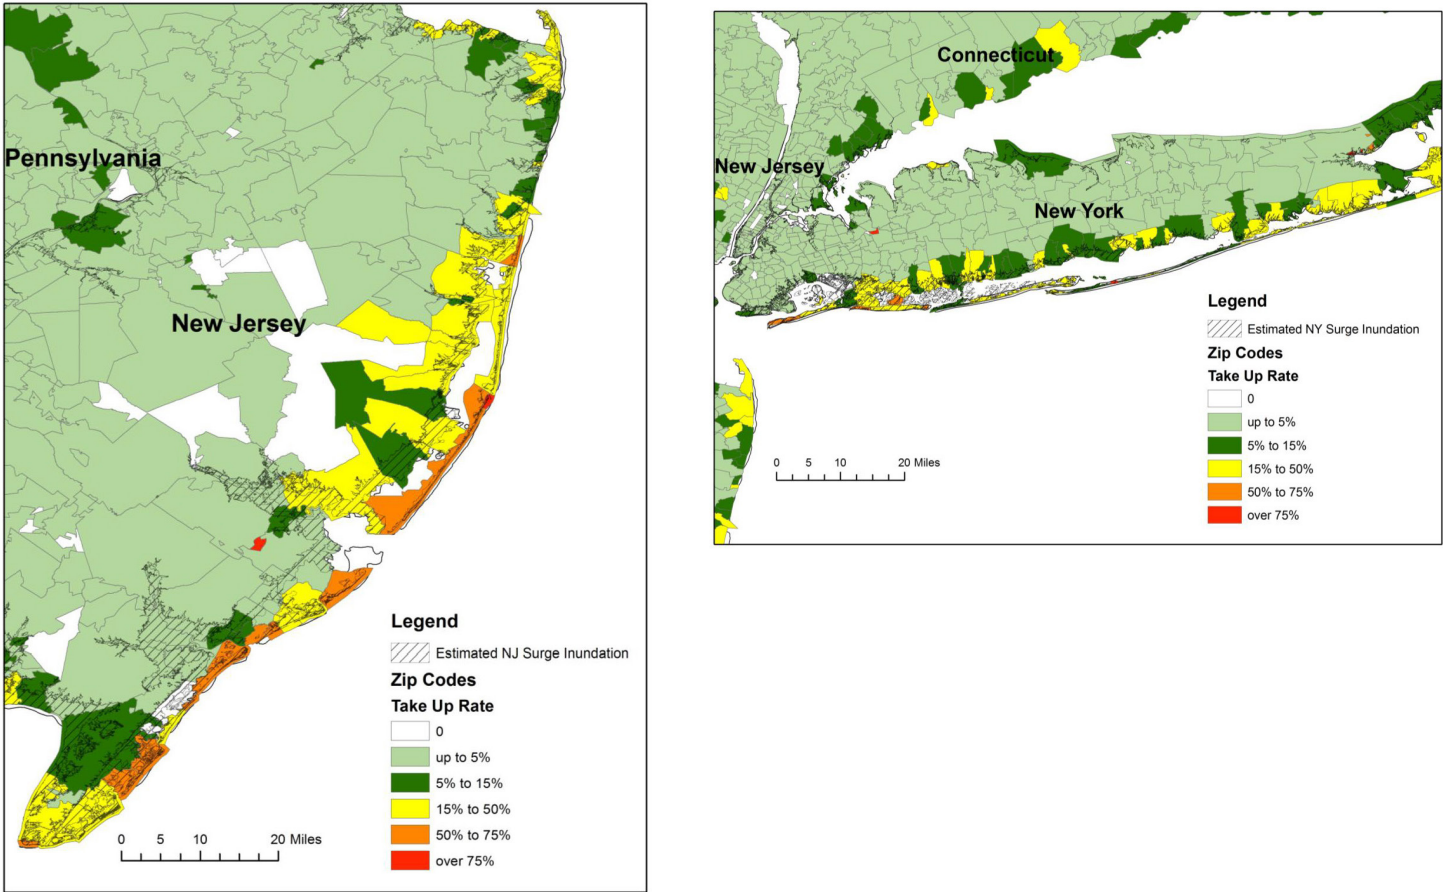 Pennsylvania
New Jersey
Legend
Estimated NJ Surge Inundation
Zip Codes
Take Up Rate
0
up to 5%
5% to 15%
15% to 50%
50% to 75%
over 75%
0 5 10 20 Miles
Connecticut
New Jersey
New York
Legend
Estimated NY Surge Inundation
Zip Codes
Take Up Rate
0
up to 5%
5% to 15%
15% to 50%
50% to 75%
over 75%
0 5 10 20 Miles